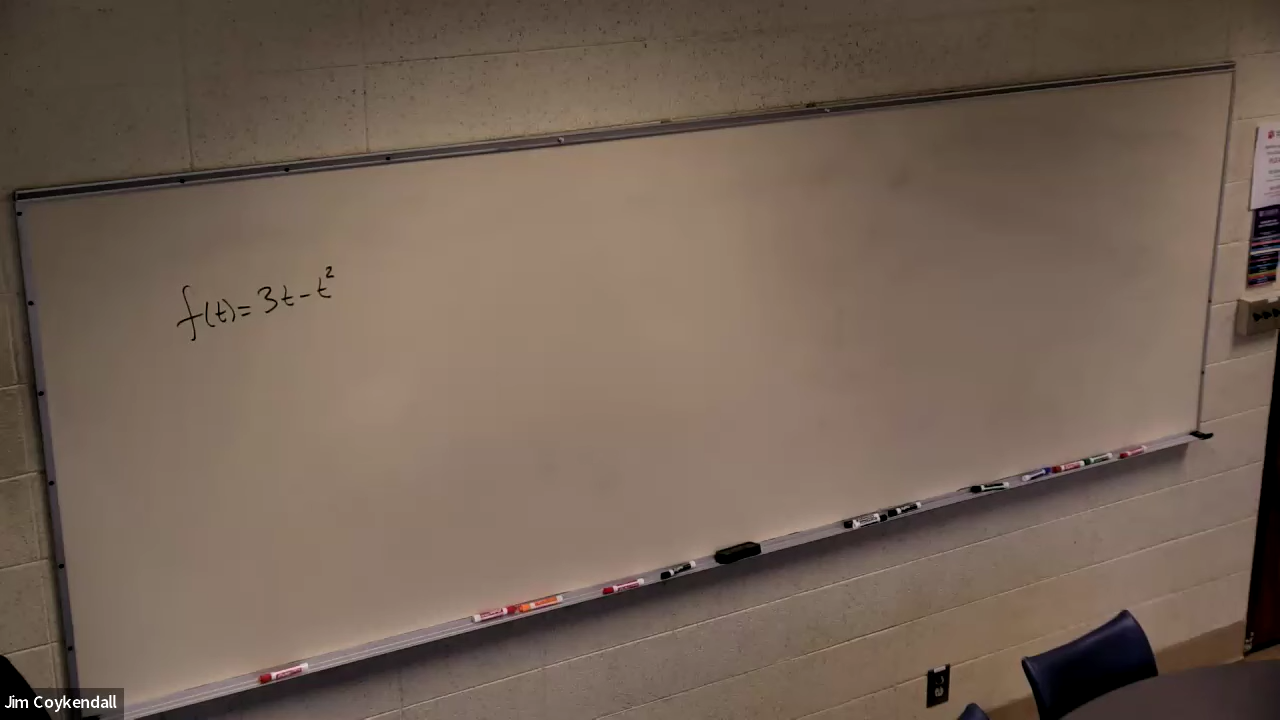 f(t) = 3t - t²
Jim Coykendall